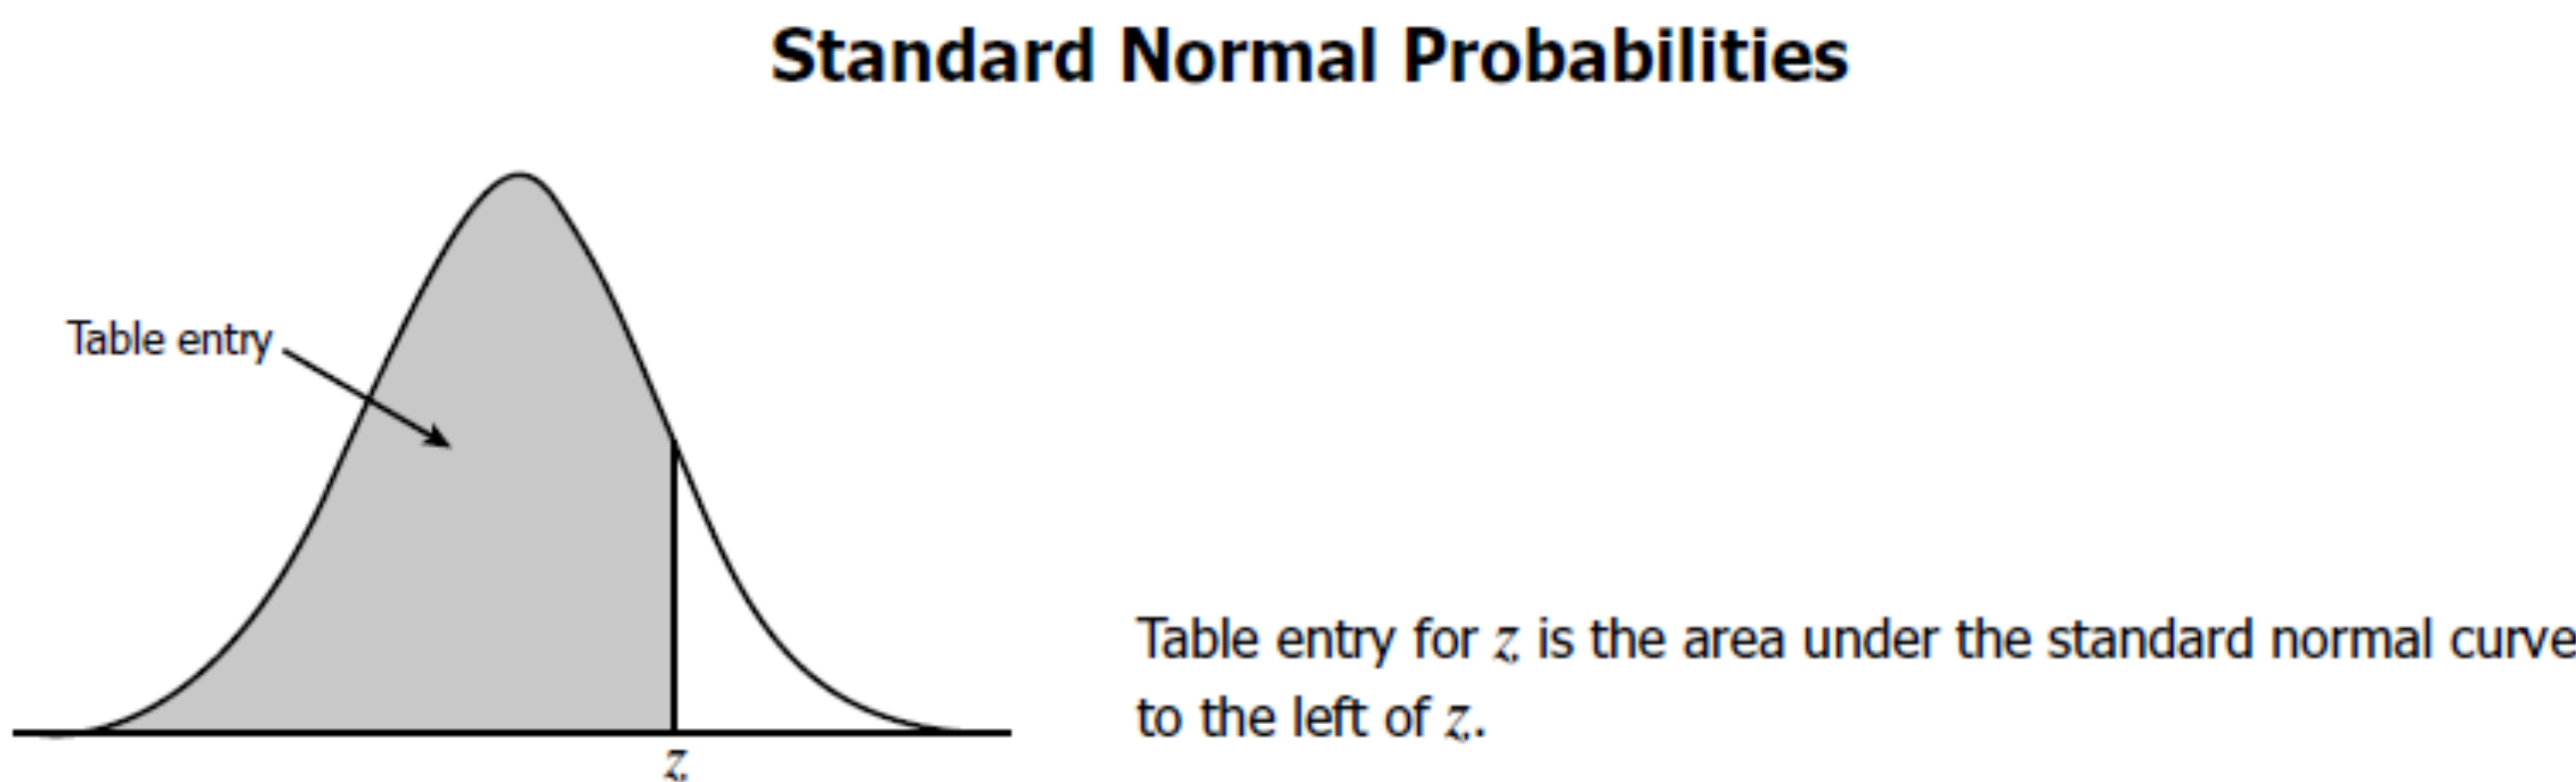 Standard Normal Probabilities
Table entry
Table entry for z is the area under the standard normal curve
to the left of z.
z